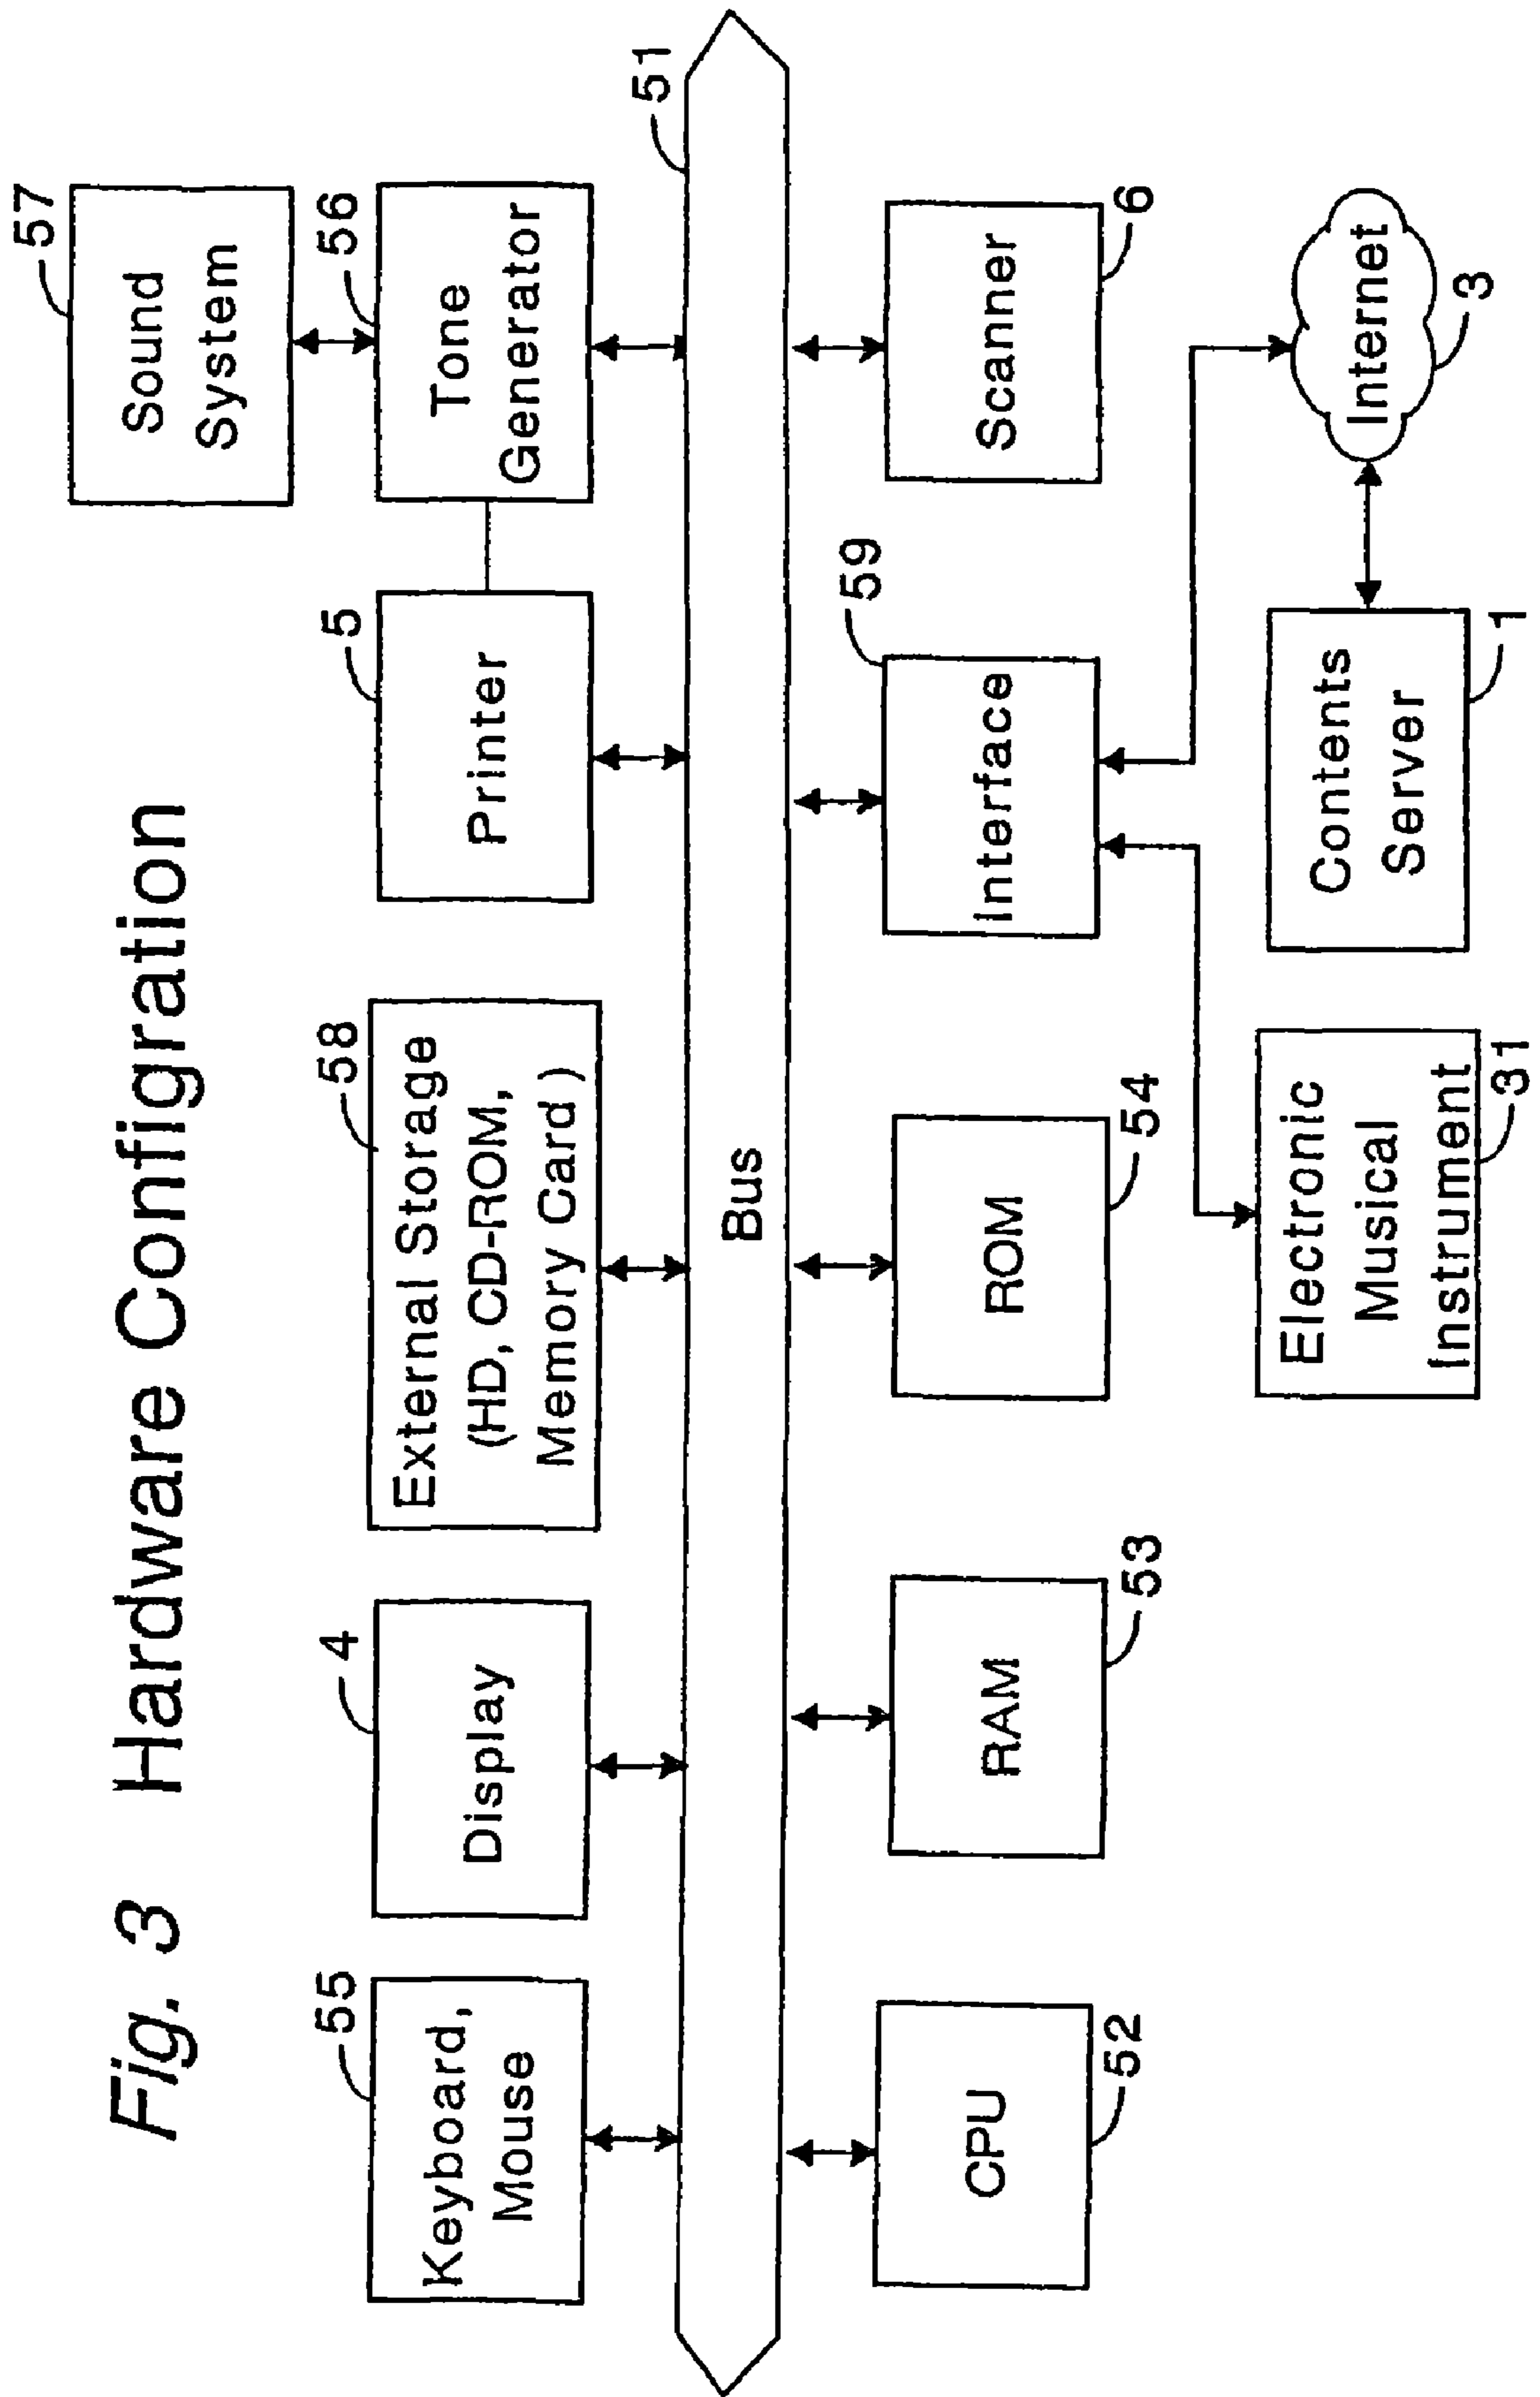 Fig. 3 Hardware Configration
57
Sound
System
55
Keyboard,
Mouse
4
Display
58
External Storage
(HD, CD-ROM,
Memory Card)
5
Printer
56
Tone
Generator
51
Bus
CPU
52
RAM
53
ROM
54
Interface
59
Scanner
6
Electronic
Musical
Instrument
31
Contents
Server
1
Internet
3